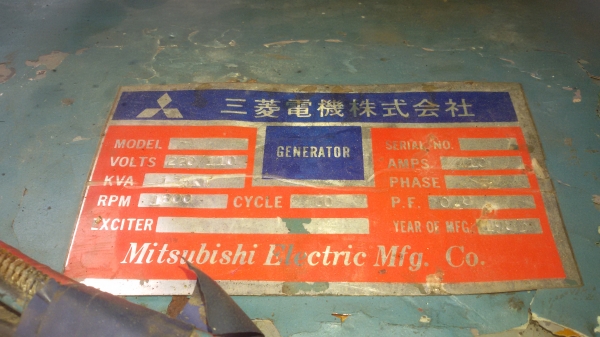 三菱電機株式会社
GENERATOR
MODEL
SERIAL NO.
VOLTS
AMPS
KVA
PHASE
RPM CYCLE P.F.
EXCITER YEAR OF MFG.
Mitsubishi Electric Mfg. Co.